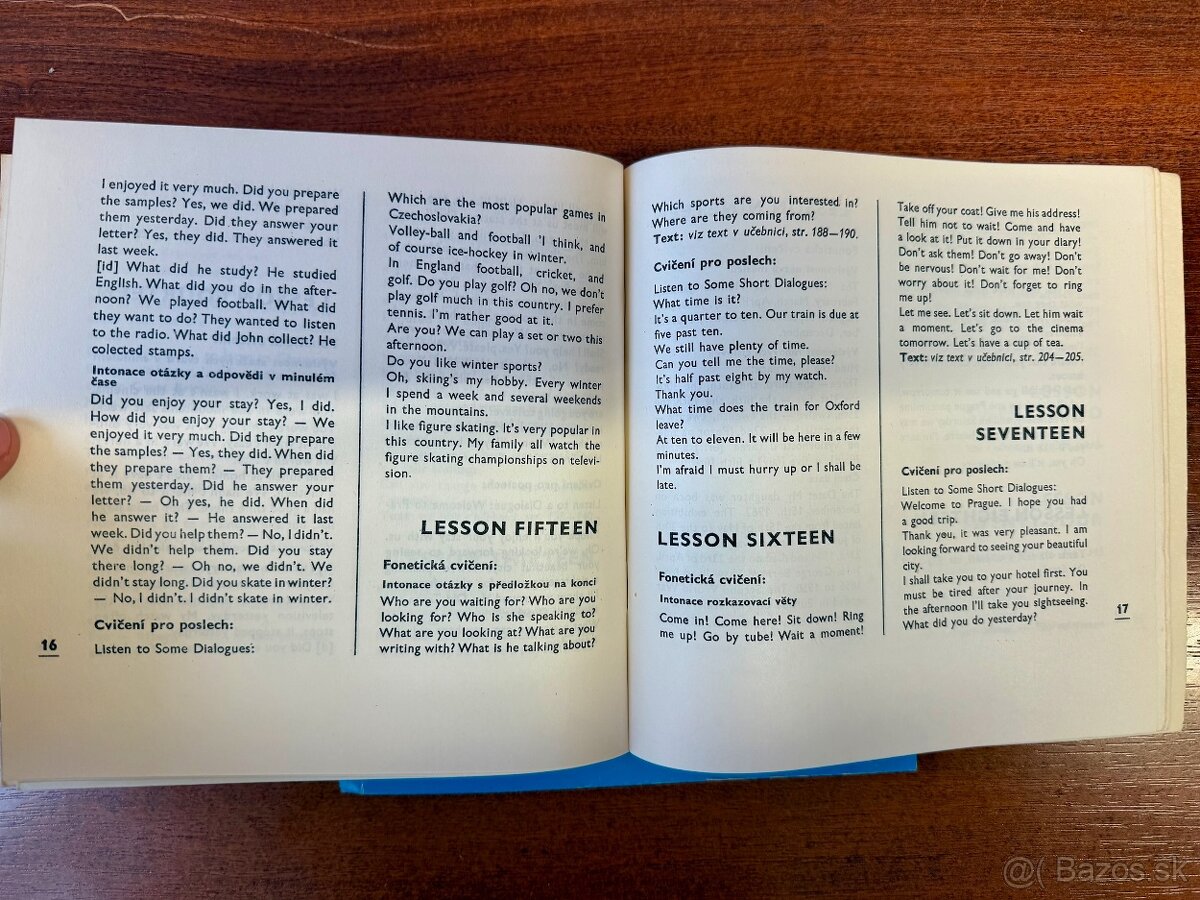 I enjoyed it very much. Did you prepare
the samples? Yes, we did. We prepared
them yesterday. Did they answer your
letter? Yes, they did. They answered it
last week.
[id] What did he study? He studied
English. What did you do in the after-
noon? We played football. What did
they want to do? They wanted to listen
to the radio. What did John collect? He
colected stamps.
Intonace otázky a odpovědi v minulém
čase
Did you enjoy your stay? Yes, I did.
How did you enjoy your stay? — We
enjoyed it very much. Did they prepare
the samples? — Yes, they did. When did
they prepare them? — They prepared
them yesterday. Did he answer your
letter? — Oh yes, he did. When did
he answer it? — He answered it last
week. Did you help them? — No, I didn't.
We didn't help them. Did you stay
there long? — Oh no, we didn't. We
didn't stay long. Did you skate in winter?
— No, I didn't. I didn't skate in winter.
Cvičení pro poslech:
Listen to Some Dialogues:
16
Which are the most popular games in
Czechoslovakia?
Volley-ball and football 'I think, and
of course ice-hockey in winter.
In England football, cricket, and
golf. Do you play golf? Oh no, we don't
play golf much in this country. I prefer
tennis. I'm rather good at it.
Are you? We can play a set or two this
afternoon.
Do you like winter sports?
Oh, skiing's my hobby. Every winter
I spend a week and several weekends
in the mountains.
I like figure skating. It's very popular in
this country. My family all watch the
figure skating championships on televi-
sion.
LESSON FIFTEEN
Fonetická cvičení:
Intonace otázky s předložkou na konci
Who are you waiting for? Who are you
looking for? Who is she speaking to?
What are you looking at? What are you
writing with? What is he talking about?
Which sports are you interested in?
Where are they coming from?
Text: viz text v učebnici, str. 188—190.
Cvičení pro poslech:
Listen to Some Short Dialogues:
What time is it?
It's a quarter to ten. Our train is due at
five past ten.
We still have plenty of time.
Can you tell me the time, please?
It's half past eight by my watch.
Thank you.
What time does the train for Oxford
leave?
At ten to eleven. It will be here in a few
minutes.
I'm afraid I must hurry up or I shall be
late.
LESSON SIXTEEN
Fonetická cvičení:
Intonace rozkazovací věty
Come in! Come here! Sit down! Ring
me up! Go by tube! Wait a moment!
Take off your coat! Give me his address!
Tell him not to wait! Come and have
a look at it! Put it down in your diary!
Don't ask them! Don't go away! Don't
be nervous! Don't wait for me! Don't
worry about it! Don't forget to ring
me up!
Let me see. Let's sit down. Let him wait
a moment. Let's go to the cinema
tomorrow. Let's have a cup of tea.
Text: viz text v učebnici, str. 204—205.
LESSON
SEVENTEEN
Cvičení pro poslech:
Listen to Some Short Dialogues:
Welcome to Prague. I hope you had
a good trip.
Thank you, it was very pleasant. I am
looking forward to seeing your beautiful
city.
I shall take you to your hotel first. You
must be tired after your journey. In
the afternoon I'll take you sightseeing.
What did you do yesterday?
17
@( Bazos.sk